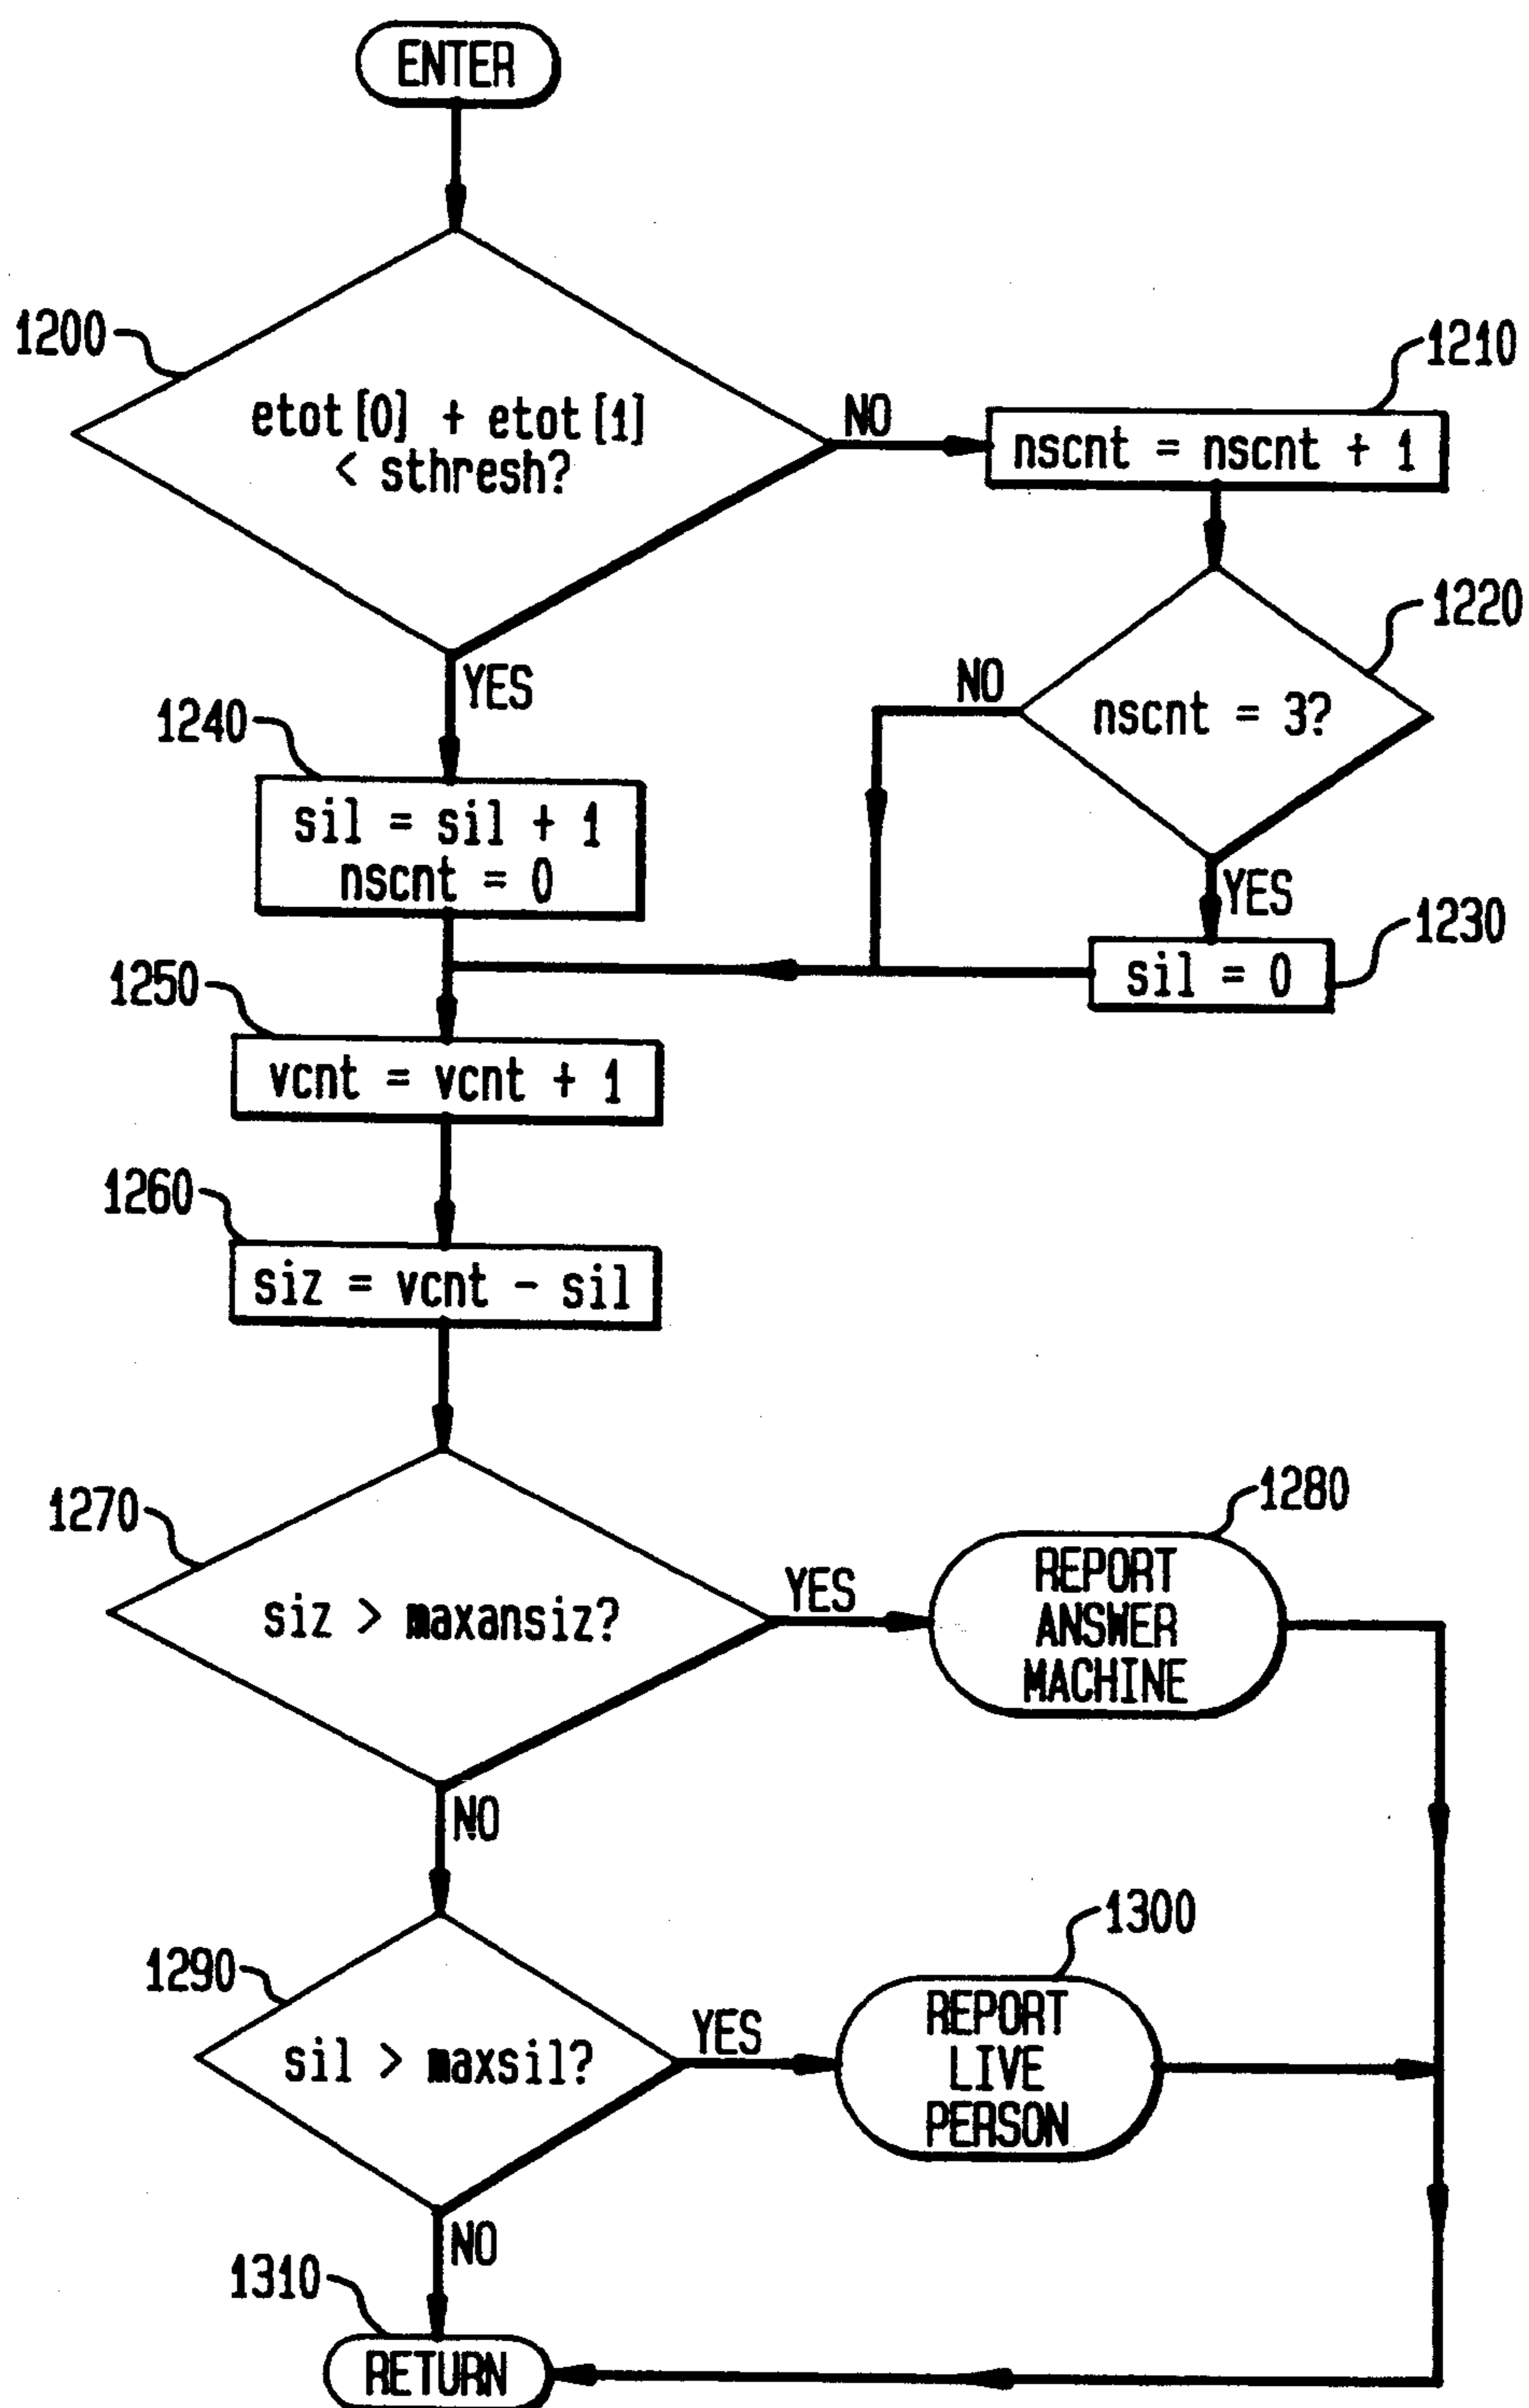 ENTER
1200
etot[0] + etot[1]
< sthresh?
NO
1210
nscnt = nscnt + 1
1220
NO
nscnt = 3?
YES
1240
sil = sil + 1
nscnt = 0
YES
1230
sil = 0
1250
vcnt = vcnt + 1
1260
siz = vcnt - sil
1270
siz > maxansiz?
YES
1280
REPORT
ANSWER
MACHINE
NO
1290
sil > maxsil?
YES
1300
REPORT
LIVE
PERSON
NO
1310
RETURN